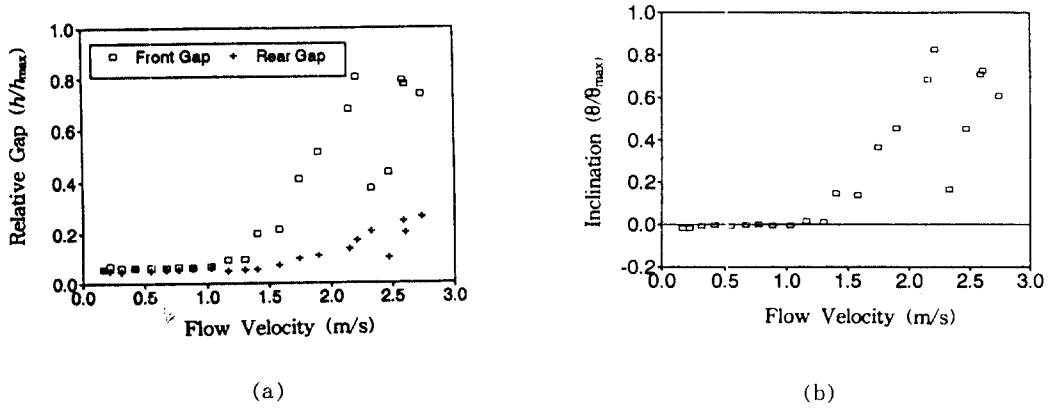 1.0
0.8
0.6
0.4
0.2
0.0
Relative Gap (h/hmax)
Front Gap
Rear Gap
0.0 0.5 1.0 1.5 2.0 2.5 3.0
Flow Velocity (m/s)
(a)
1.0
0.8
0.6
0.4
0.2
0.0
-0.2
Inclination (θ/θmax)
0.0 0.5 1.0 1.5 2.0 2.5 3.0
Flow Velocity (m/s)
(b)